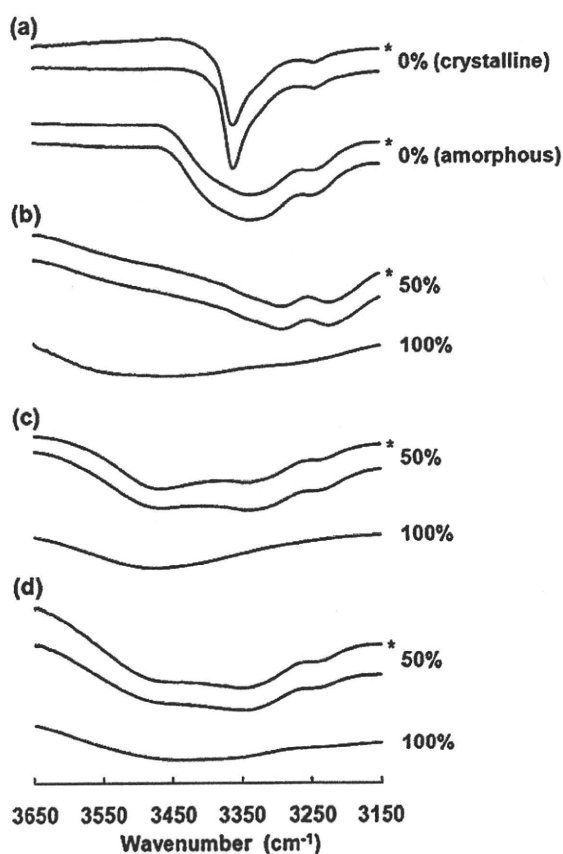 (a)
* 0% (crystalline)
* 0% (amorphous)
(b)
* 50%
100%
(c)
* 50%
100%
(d)
* 50%
100%
3650 3550 3450 3350 3250 3150
Wavenumber (cm⁻¹)